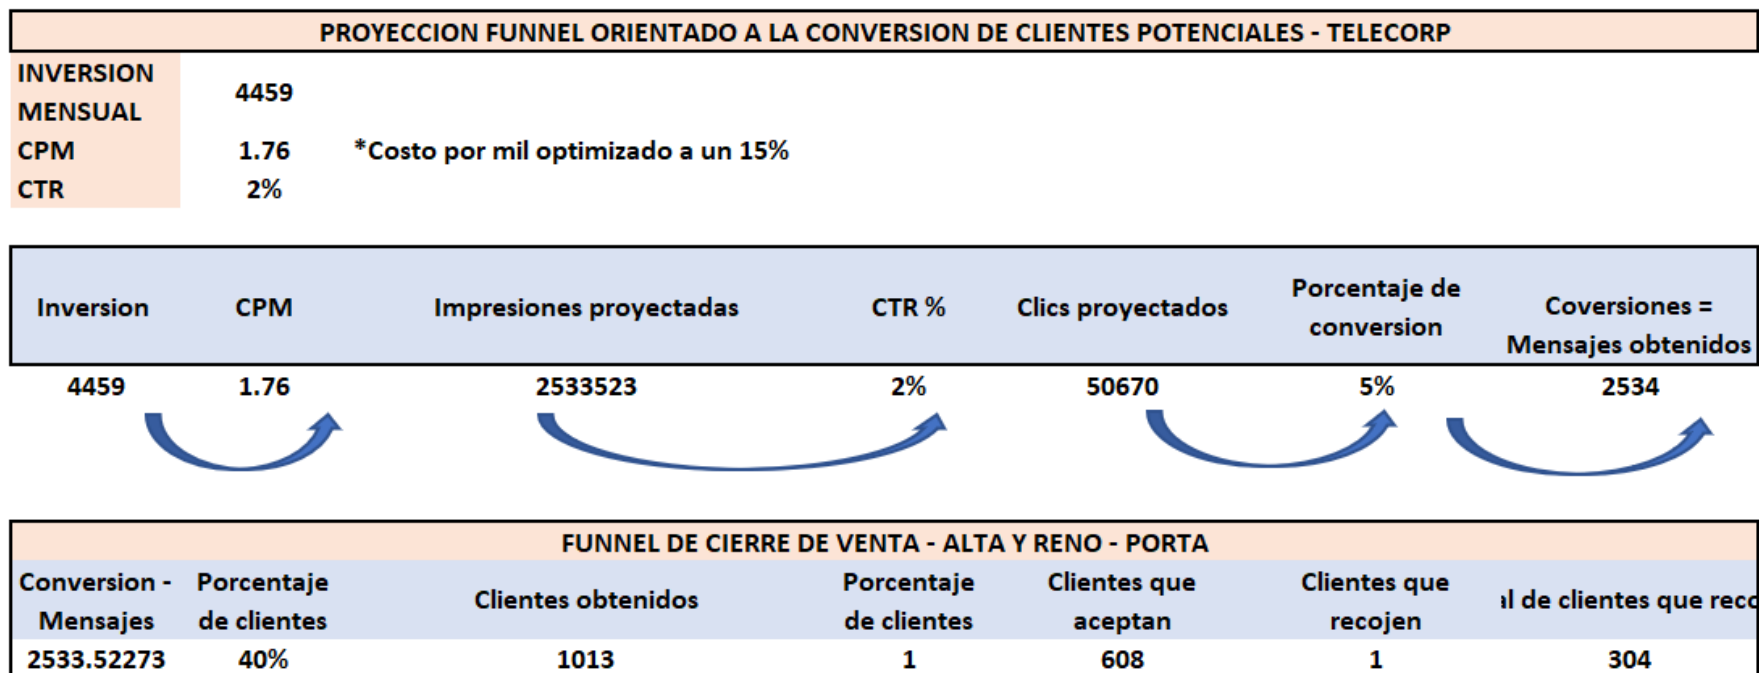 PROYECCION FUNNEL ORIENTADO A LA CONVERSION DE CLIENTES POTENCIALES - TELECORP
INVERSION MENSUAL 4459
CPM 1.76 *Costo por mil optimizado a un 15%
CTR 2%
Inversion CPM Impresiones proyectadas CTR % Clics proyectados Porcentaje de conversion Coversiones = Mensajes obtenidos
4459 1.76 2533523 2% 50670 5% 2534
FUNNEL DE CIERRE DE VENTA - ALTA Y RENO - PORTA
Conversion - Mensajes Porcentaje de clientes Clientes obtenidos Porcentaje de clientes Clientes que aceptan Clientes que recojen de clientes que
2533.52273 40% 1013 1 608 1 304